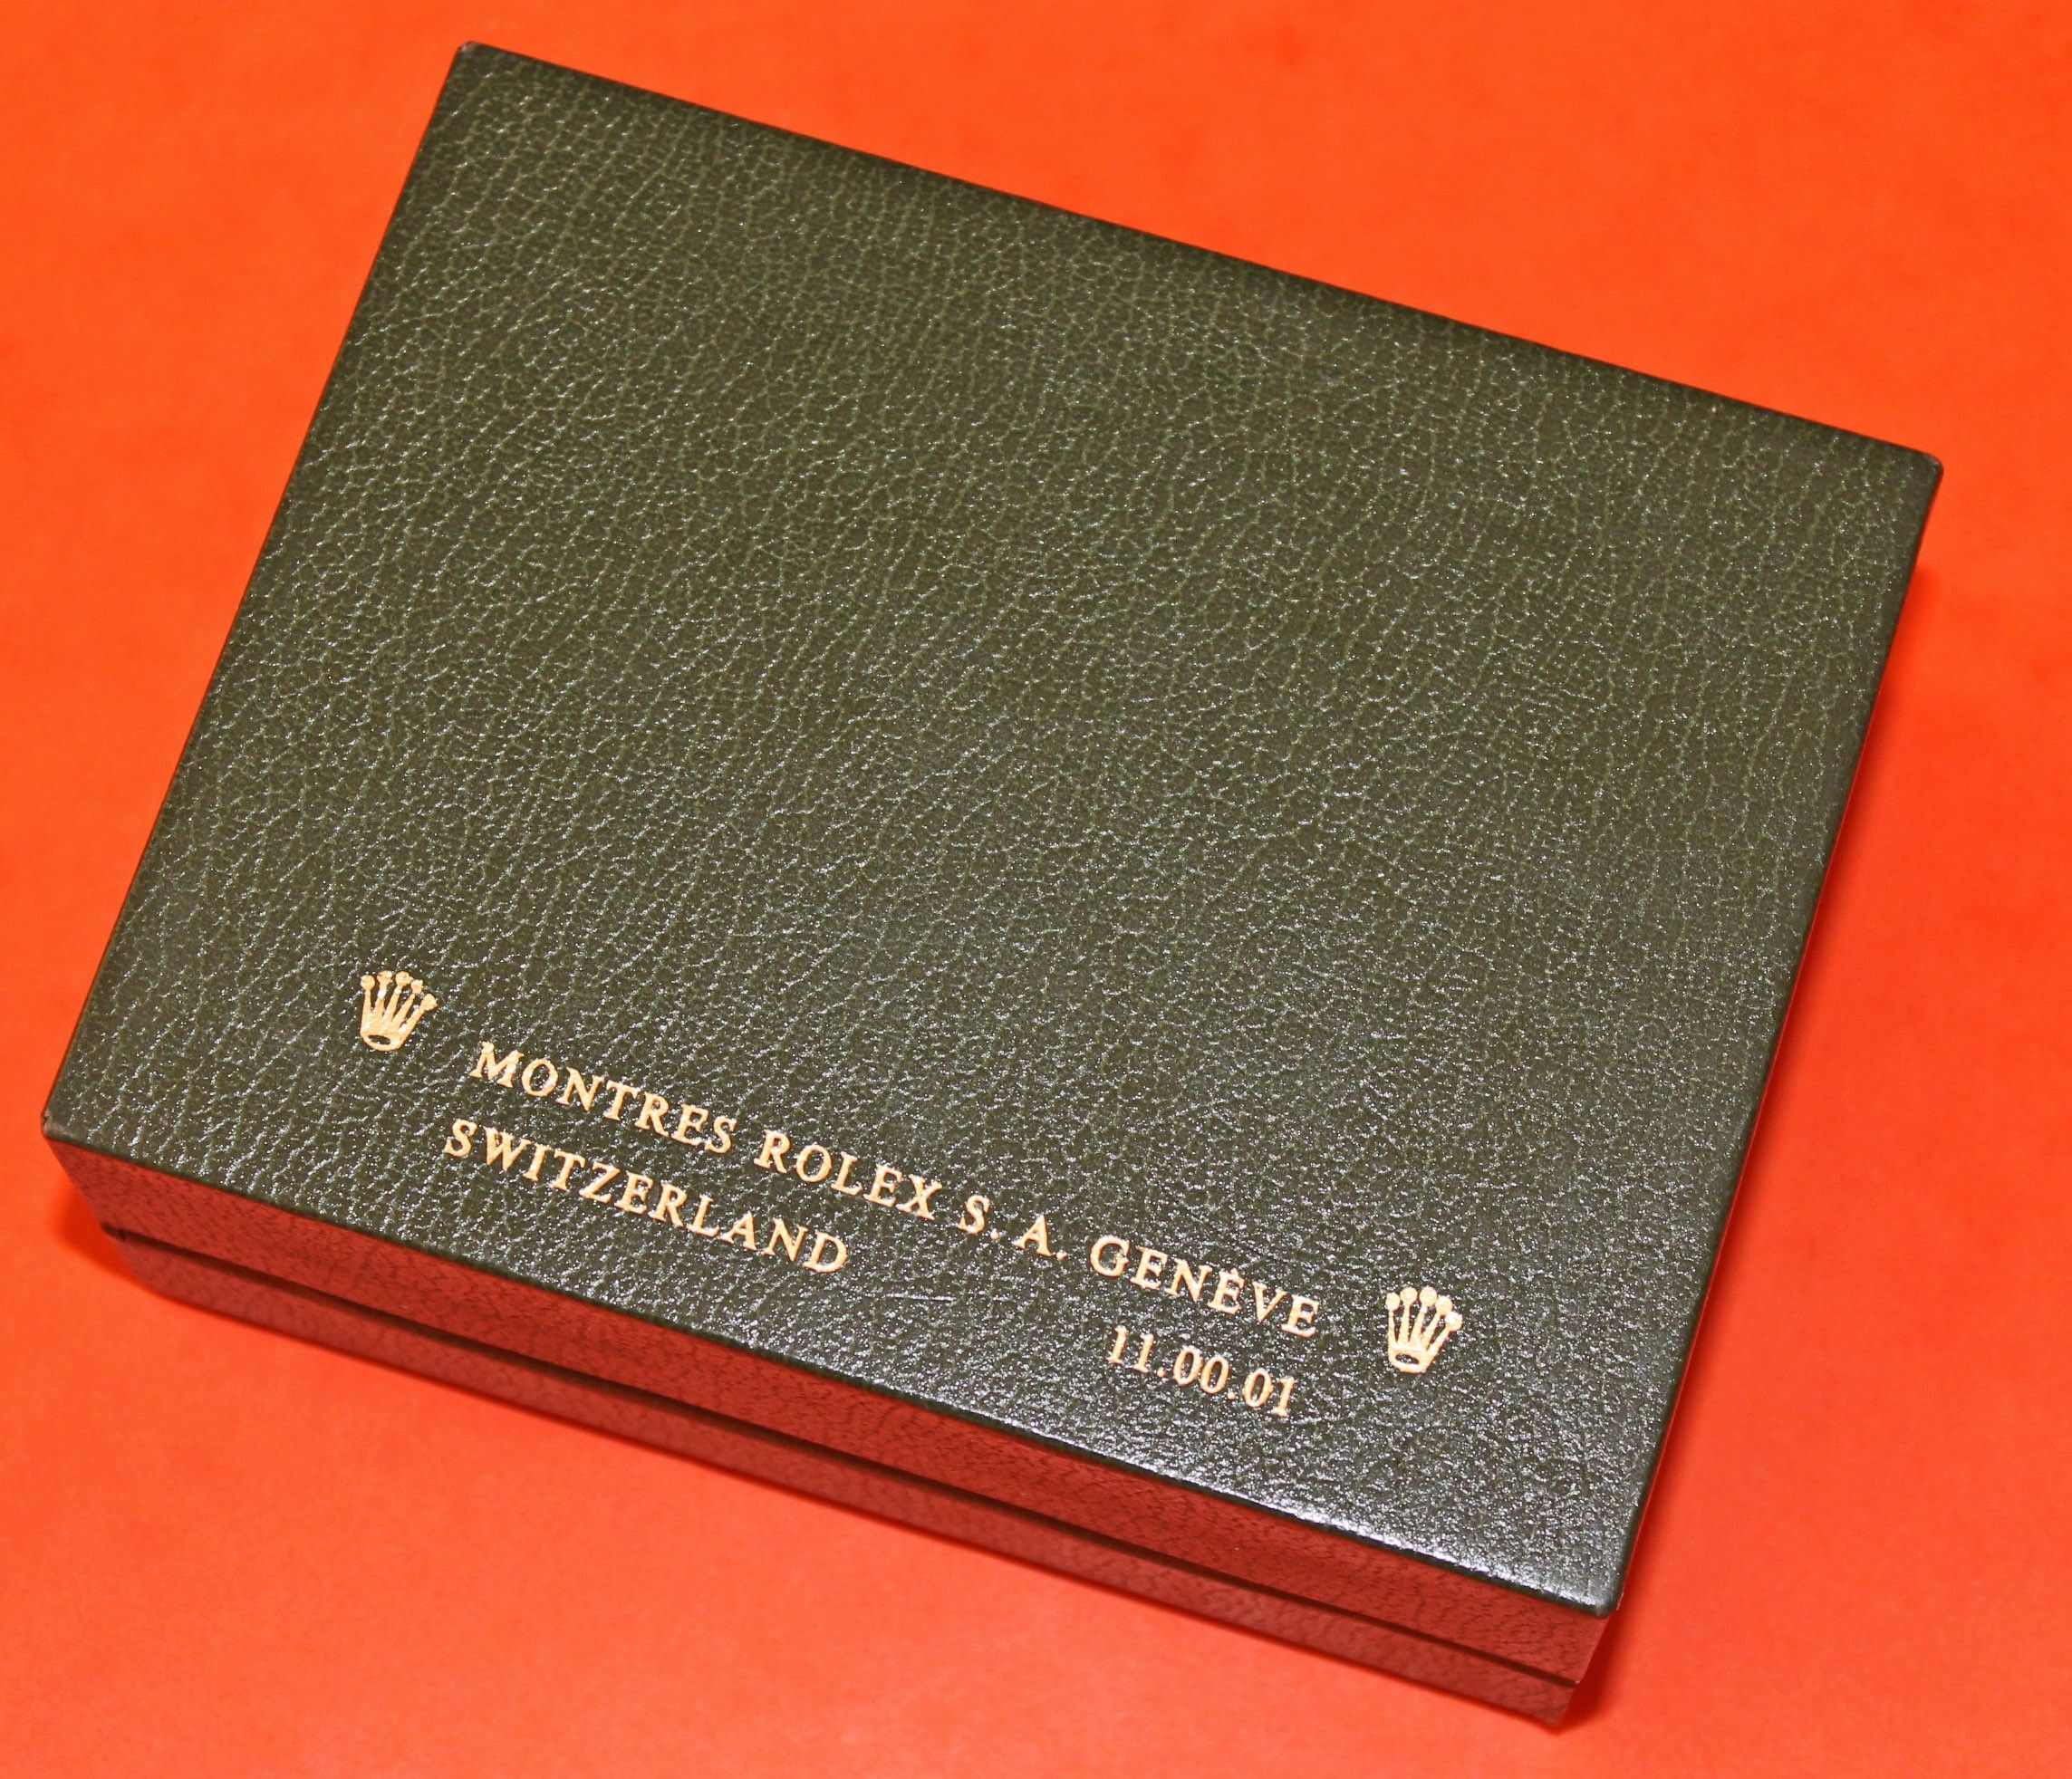 MONTRES ROLEX S. A. GENÈVE
SWITZERLAND 11.00.01